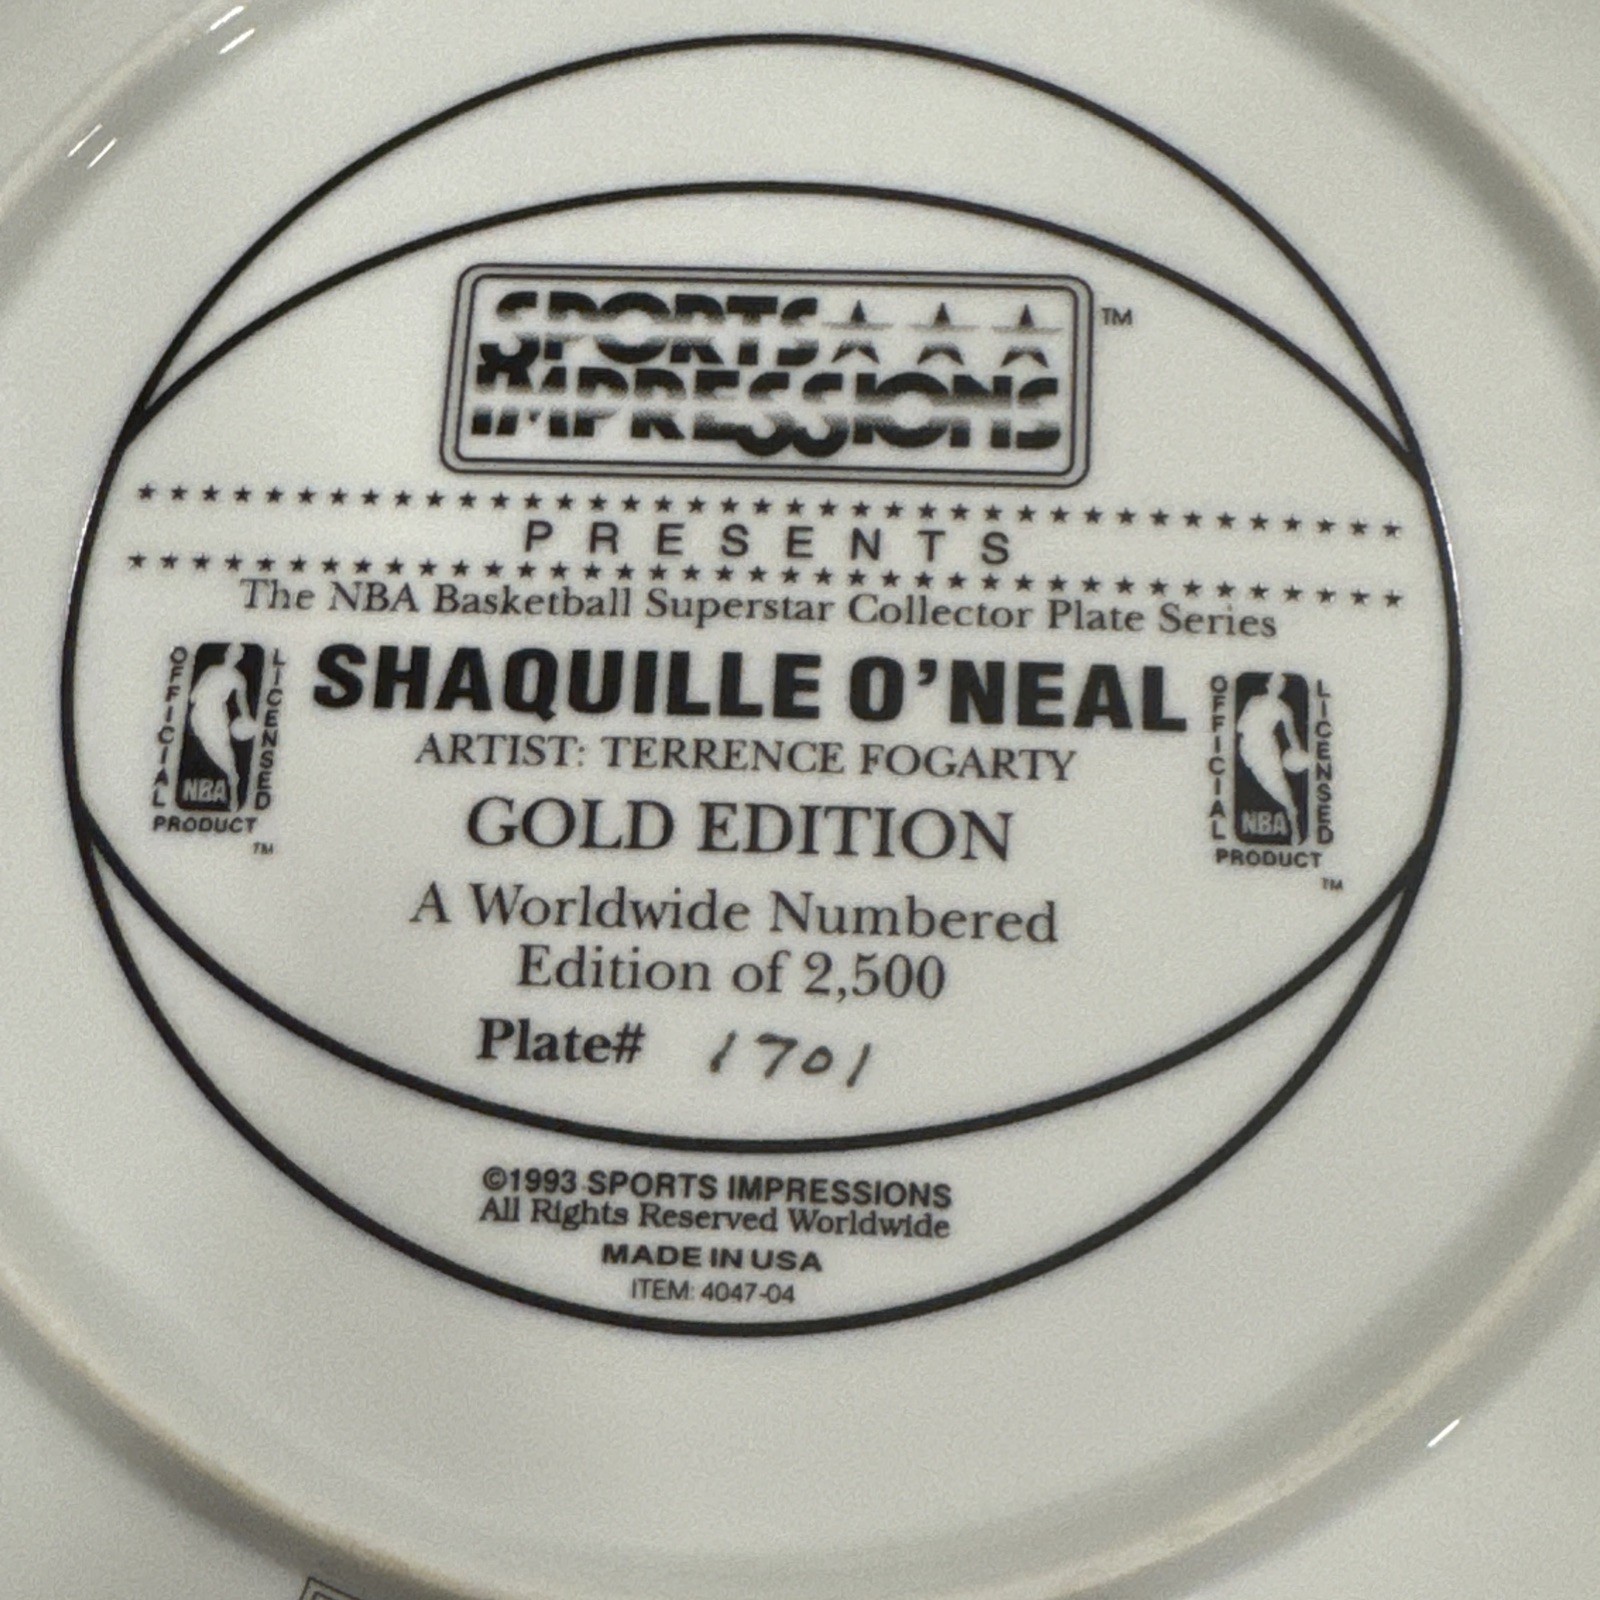 SPORTS
IMPRESSIONS
TM
PRESENTS
The NBA Basketball Superstar Collector Plate Series
OFFICIAL LICENSED
NBA
PRODUCT
TM
SHAQUILLE O'NEAL
ARTIST: TERRENCE FOGARTY
GOLD EDITION
A Worldwide Numbered
Edition of 2,500
Plate# 1701
OFFICIAL LICENSED
NBA
PRODUCT
TM
©1993 SPORTS IMPRESSIONS
All Rights Reserved Worldwide
MADE IN USA
ITEM: 4047-04